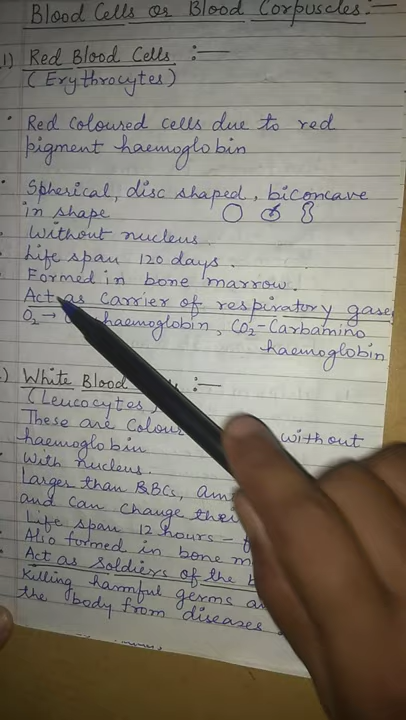 Blood Cells or Blood Corpuscles:—
1) Red Blood Cells :—
(Erythrocytes)
• Red coloured cells due to red
pigment haemoglobin
• Spherical, disc shaped, biconcave
in shape
• Without nucleus.
• Life span 120 days.
• Formed in bone marrow.
Act as carrier of respiratory gase
O₂ → haemoglobin, CO₂-Carbamino
haemoglobin
) White Blood :—
(Leucocytes)
These are without
haemoglobin
• With nucleus.
Larger than RBCs,
and can change
• Life span 12 hours –
• Also formed in bone
• Act as soldiers of the
killing harmful germs
the body from diseases